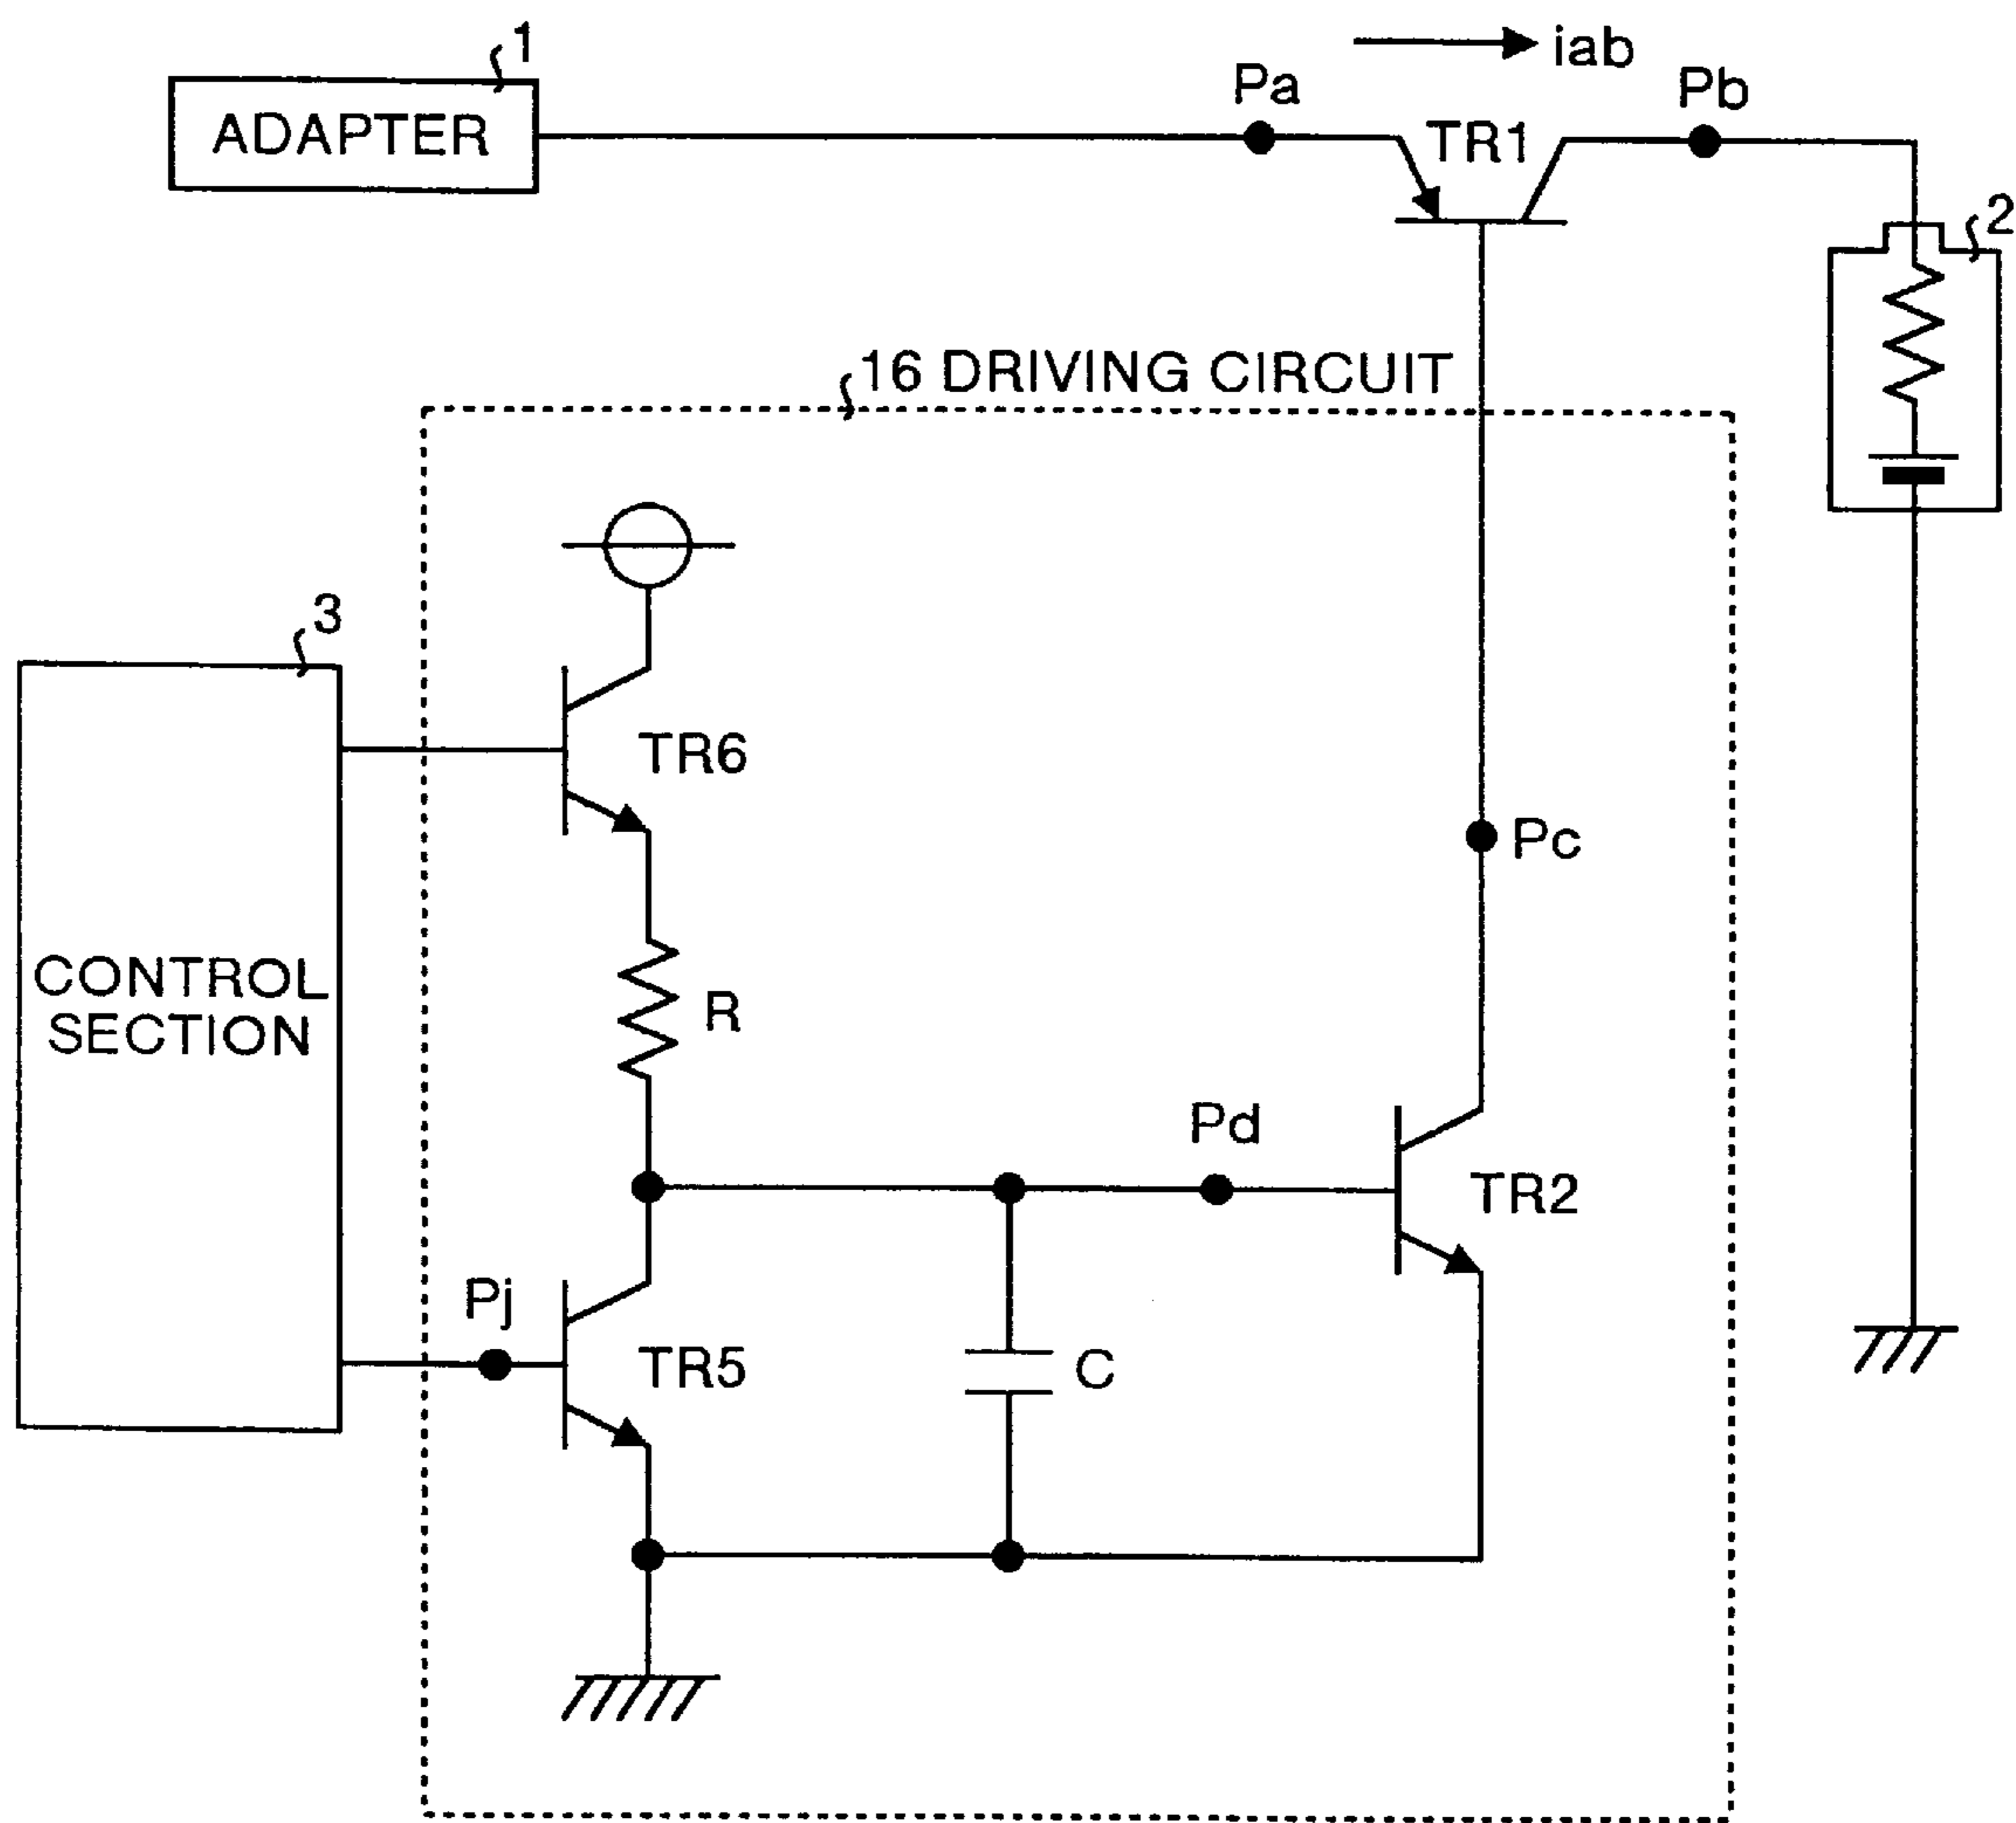 1
iab
Pa
Pb
ADAPTER
TR1
2
16 DRIVING CIRCUIT
3
TR6
Pc
CONTROL
SECTION
R
Pd
TR2
Pj
TR5
C